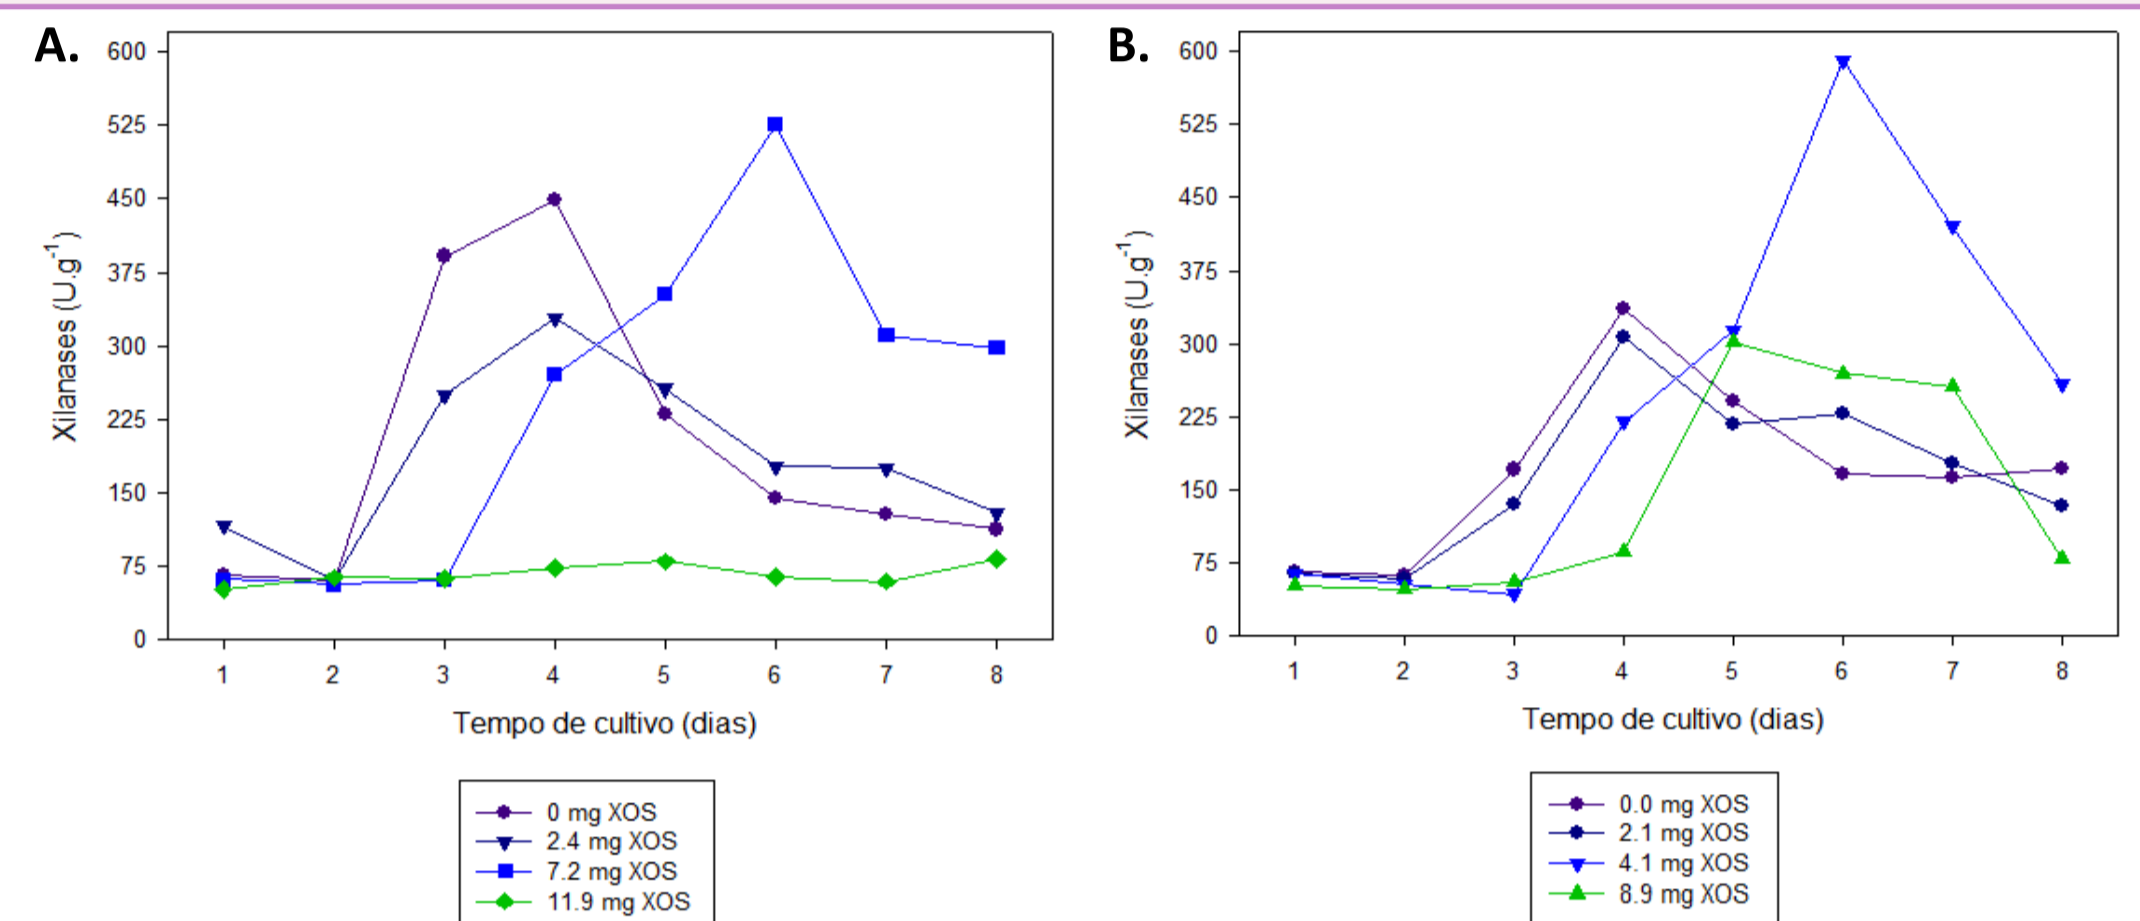 A.
600
525
450
375
300
225
150
75
0
Xilanases (U.g⁻¹)
1 2 3 4 5 6 7 8
Tempo de cultivo (dias)
0 mg XOS
2.4 mg XOS
7.2 mg XOS
11.9 mg XOS
B.
600
525
450
375
300
225
150
75
0
Xilanases (U.g⁻¹)
1 2 3 4 5 6 7 8
Tempo de cultivo (dias)
0.0 mg XOS
2.1 mg XOS
4.1 mg XOS
8.9 mg XOS